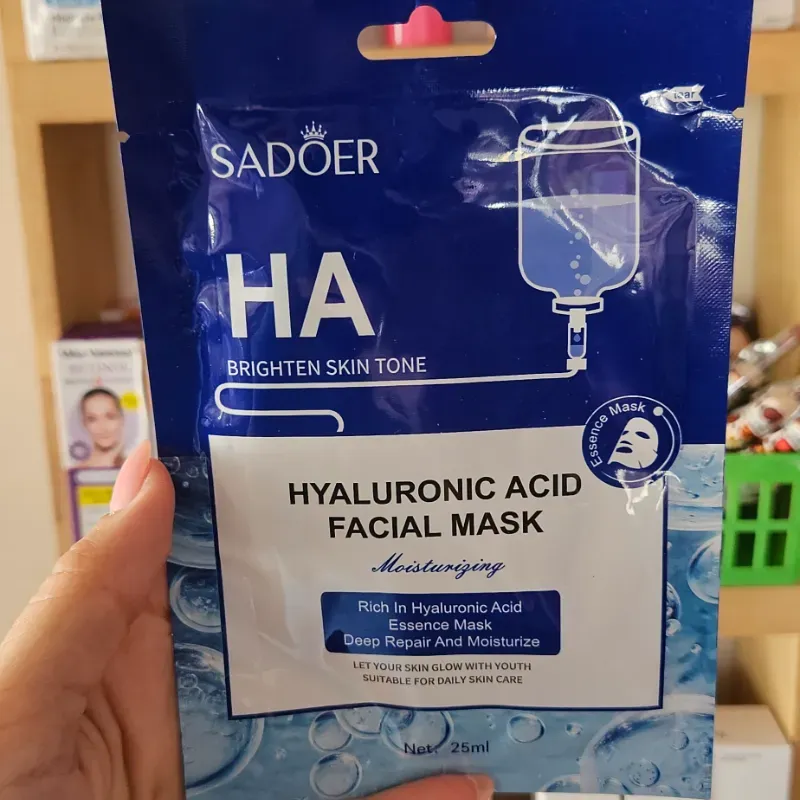 tear
SADOER
HA
BRIGHTEN SKIN TONE
Essence Mask
HYALURONIC ACID
FACIAL MASK
Moisturizing
Rich In Hyaluronic Acid
Essence Mask
Deep Repair And Moisturize
LET YOUR SKIN GLOW WITH YOUTH
SUITABLE FOR DAILY SKIN CARE
Net: 25ml